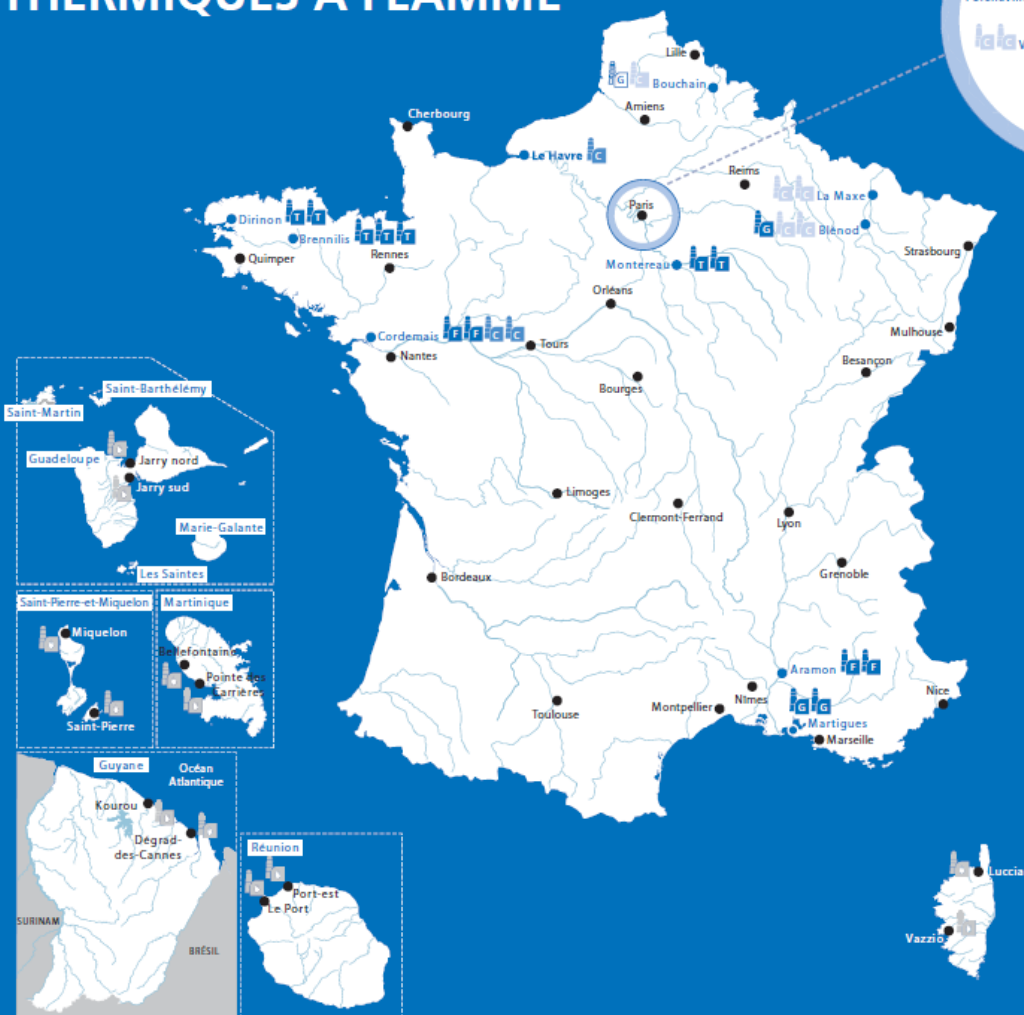 THERMIQUES À FLAMME
C C
Lille
G C Bouchain
Amiens
Cherbourg
Le Havre C
Reims
C C La Maxe
Paris
G C C Blénod
Dirinon T T
Brennilis T T T
Strasbourg
Quimper
Rennes
Montereau T T
Orléans
Cordemais F F C C
Tours
Mulhouse
Nantes
Besançon
Bourges
Saint-Barthélémy
Saint-Martin
Guadeloupe
Jarry nord
Jarry sud
Marie-Galante
Les Saintes
Limoges
Clermont-Ferrand
Lyon
Bordeaux
Grenoble
Saint-Pierre-et-Miquelon
Martinique
Miquelon
Bellefontaine
Pointe des
Carrières
Saint-Pierre
Aramon F F
Nîmes
G G
Nice
Toulouse
Montpellier
Martigues
Marseille
Guyane
Océan
Atlantique
Kourou
Dégrad-
des-Cannes
SURINAM
BRÉSIL
Réunion
Port-est
Le Port
Luccia
Vazzio